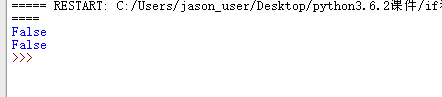 ===== RESTART: C:/Users/jason_user/Desktop/python3.6.2课件/if
====
False
False
>>>